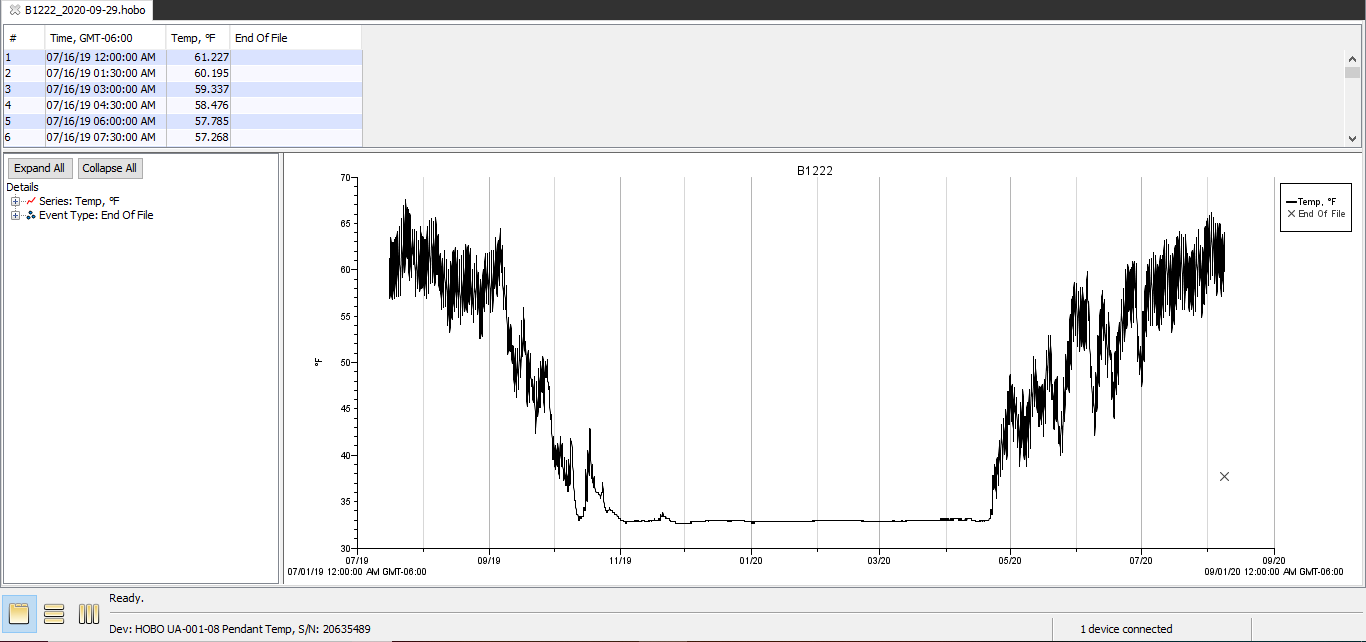 B1222_2020-09-29.hobo
# Time, GMT-06:00 Temp, °F End Of File
1 07/16/19 12:00:00 AM 61.227
2 07/16/19 01:30:00 AM 60.195
3 07/16/19 03:00:00 AM 59.337
4 07/16/19 04:30:00 AM 58.476
5 07/16/19 06:00:00 AM 57.785
6 07/16/19 07:30:00 AM 57.268
Expand All Collapse All
Details
Series: Temp, °F
Event Type: End Of File
B1222
70
65
60
55
50
45
40
35
30
°F
Temp, °F
End Of File
07/19 09/19 11/19 01/20 03/20 05/20 07/20 09/20
07/01/19 12:00:00 AM GMT-06:00 09/01/20 12:00:00 AM GMT-06:00
Ready.
Dev: HOBO UA-001-08 Pendant Temp, S/N: 20635489 1 device connected